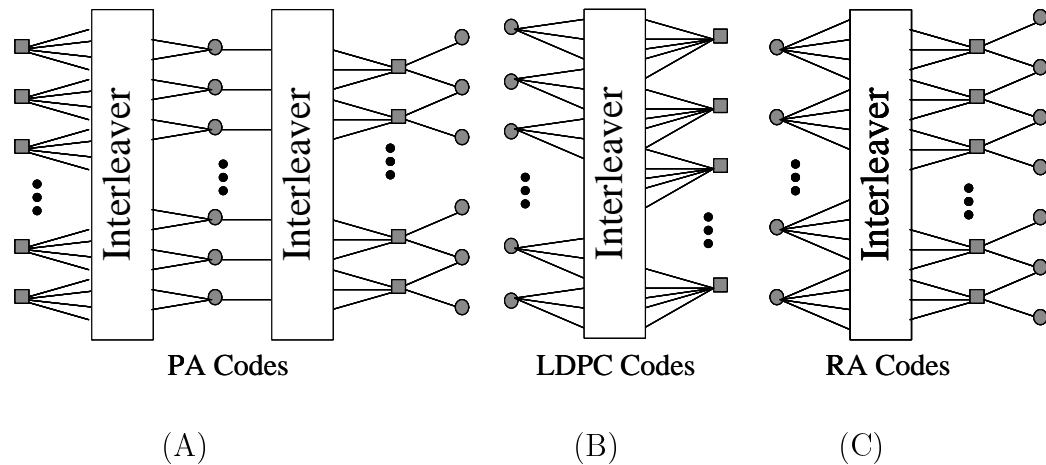 Interleaver
Interleaver
Interleaver
Interleaver
PA Codes
LDPC Codes
RA Codes
(A)
(B)
(C)